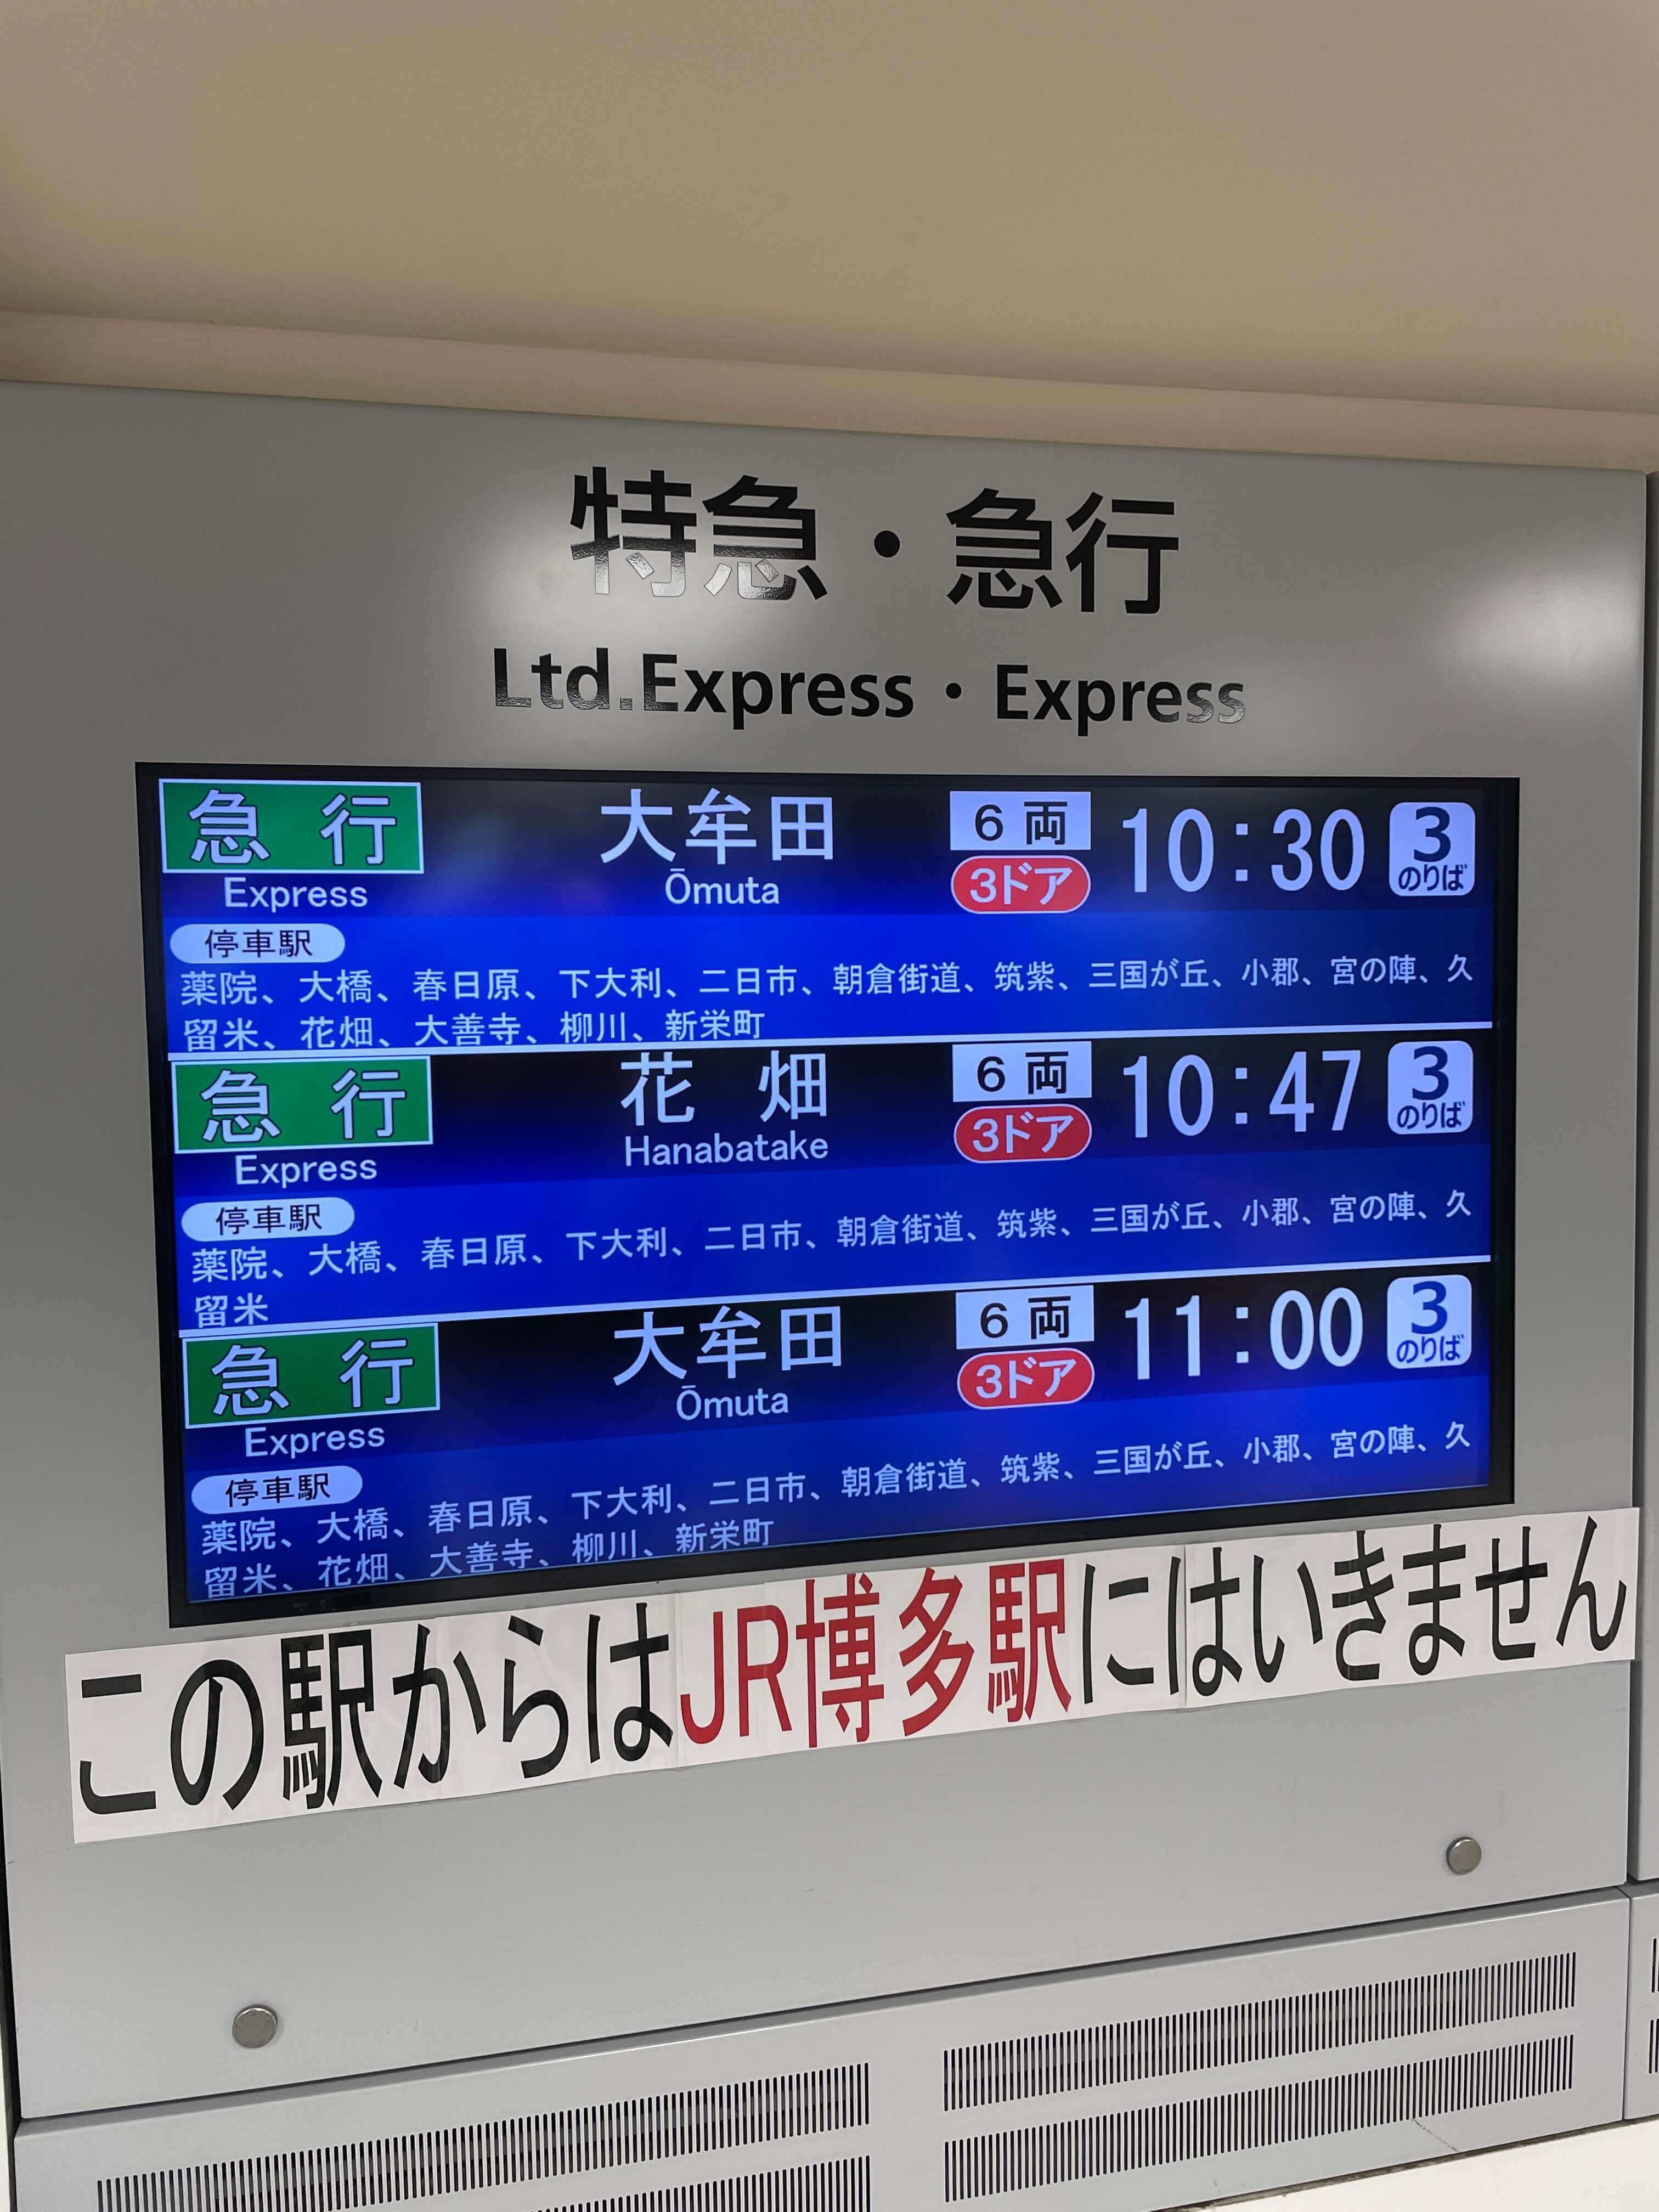 特急・急行
Ltd.Express・Express
急行 大牟田 6両 10:30 3
Express Ōmuta 3ドア のりば
停車駅
薬院、大橋、春日原、下大利、二日市、朝倉街道、筑紫、三国が丘、小郡、宮の陣、久
留米、花畑、大善寺、柳川、新栄町
急行 花畑 6両 10:47 3
Express Hanabatake 3ドア のりば
停車駅
薬院、大橋、春日原、下大利、二日市、朝倉街道、筑紫、三国が丘、小郡、宮の陣、久
留米
急行 大牟田 6両 11:00 3
Express Ōmuta 3ドア のりば
停車駅
薬院、大橋、春日原、下大利、二日市、朝倉街道、筑紫、三国が丘、小郡、宮の陣、久
留米、花畑、大善寺、柳川、新栄町
この駅からはJR博多駅にはいきません